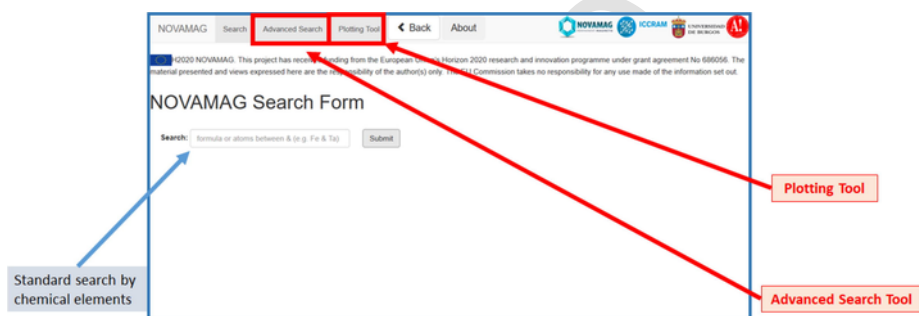 NOVAMAG Search Advanced Search Plotting Tool Back About NOVAMAG ICCRAM UNIVERSIDAD DE BURGOS A!
H2020 NOVAMAG. This project has received funding from the European Union's Horizon 2020 research and innovation programme under grant agreement No 686056. The
material presented and views expressed here are the responsibility of the author(s) only. The EU Commission takes no responsibility for any use made of the information set out.
NOVAMAG Search Form
Search: formula or atoms between & (e.g. Fe & Ta) Submit
Plotting Tool
Standard search by
chemical elements
Advanced Search Tool